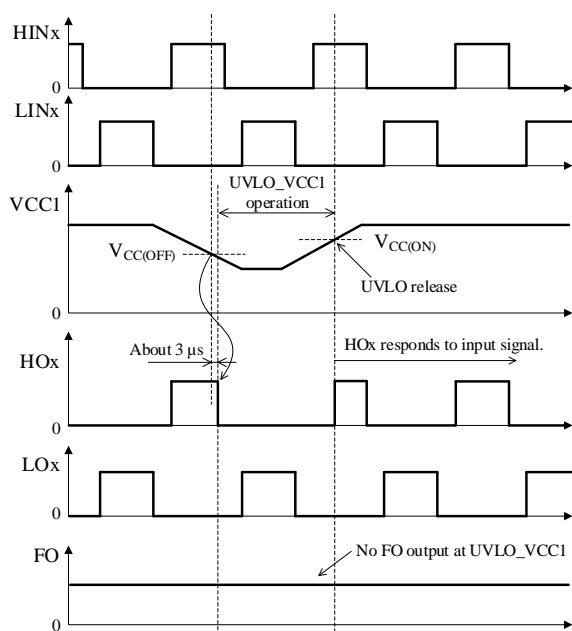 HINx
0
LINx
0
UVLO_VCC1
operation
VCC1
VCC(OFF)
VCC(ON)
UVLO release
0
About 3 µs
HOx responds to input signal.
HOx
0
LOx
0
No FO output at UVLO_VCC1
FO
0